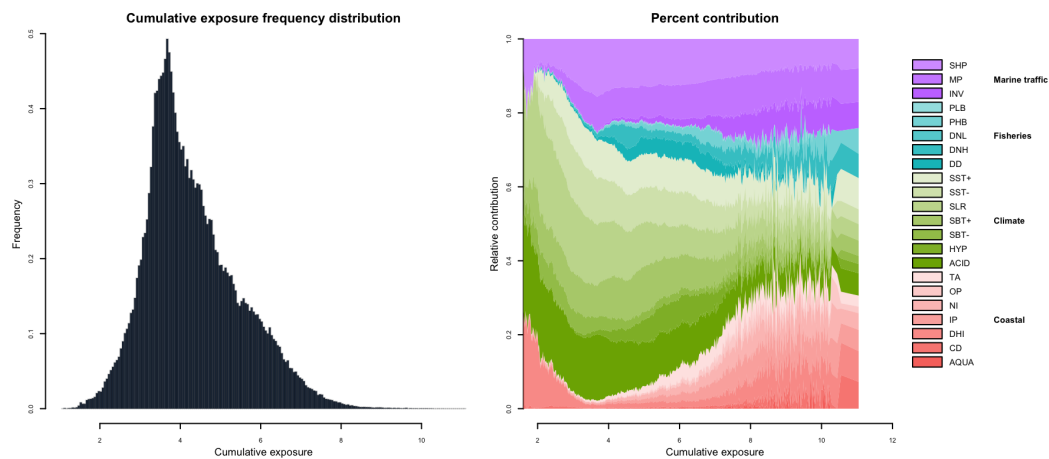 Cumulative exposure frequency distribution
Frequency
0.0
0.1
0.2
0.3
0.4
0.5
2 4 6 8 10
Cumulative exposure
Percent contribution
Relative contribution
0.0
0.2
0.4
0.6
0.8
1.0
2 4 6 8 10 12
Cumulative exposure
SHP
MP Marine traffic
INV
PLB
PHB
DNL Fisheries
DNH
DD
SST+
SST-
SLR
SBT+ Climate
SBT-
HYP
ACID
TA
OP
NI
IP Coastal
DHI
CD
AQUA